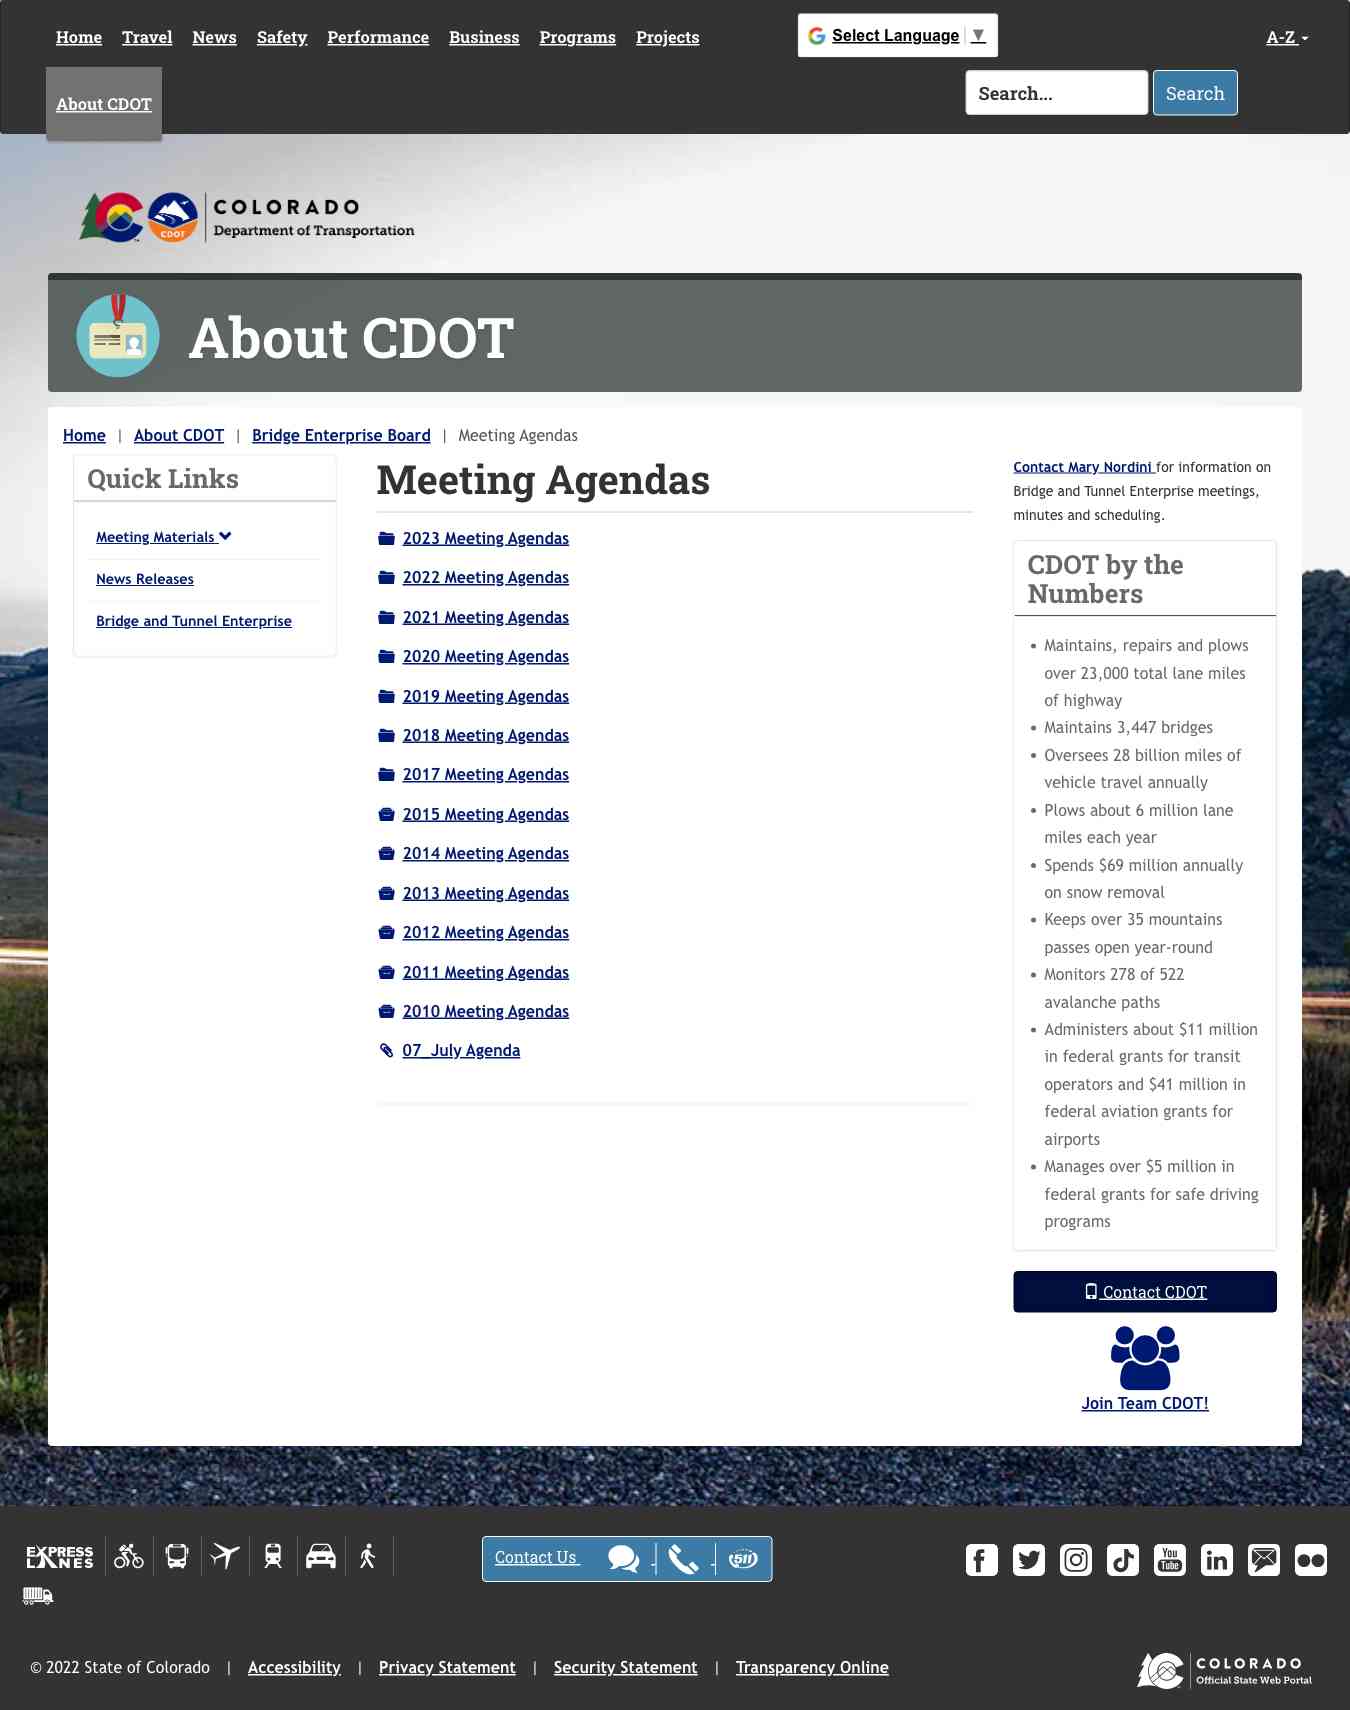 Home Travel News Safety Performance Business Programs Projects
Select Language ▼
A-Z
About CDOT
Search...
Search
COLORADO
Department of Transportation
CDOT
About CDOT
Home | About CDOT | Bridge Enterprise Board | Meeting Agendas
Quick Links
Meeting Materials
News Releases
Bridge and Tunnel Enterprise
Meeting Agendas
2023 Meeting Agendas
2022 Meeting Agendas
2021 Meeting Agendas
2020 Meeting Agendas
2019 Meeting Agendas
2018 Meeting Agendas
2017 Meeting Agendas
2015 Meeting Agendas
2014 Meeting Agendas
2013 Meeting Agendas
2012 Meeting Agendas
2011 Meeting Agendas
2010 Meeting Agendas
07_July Agenda
Contact Mary Nordini for information on
Bridge and Tunnel Enterprise meetings,
minutes and scheduling.
CDOT by the
Numbers
• Maintains, repairs and plows
over 23,000 total lane miles
of highway
• Maintains 3,447 bridges
• Oversees 28 billion miles of
vehicle travel annually
• Plows about 6 million lane
miles each year
• Spends $69 million annually
on snow removal
• Keeps over 35 mountains
passes open year-round
• Monitors 278 of 522
avalanche paths
• Administers about $11 million
in federal grants for transit
operators and $41 million in
federal aviation grants for
airports
• Manages over $5 million in
federal grants for safe driving
programs
Contact CDOT
Join Team CDOT!
EXPRESS
LANES
Contact Us
511
You
Tube
in
© 2022 State of Colorado | Accessibility | Privacy Statement | Security Statement | Transparency Online
COLORADO
Official State Web Portal